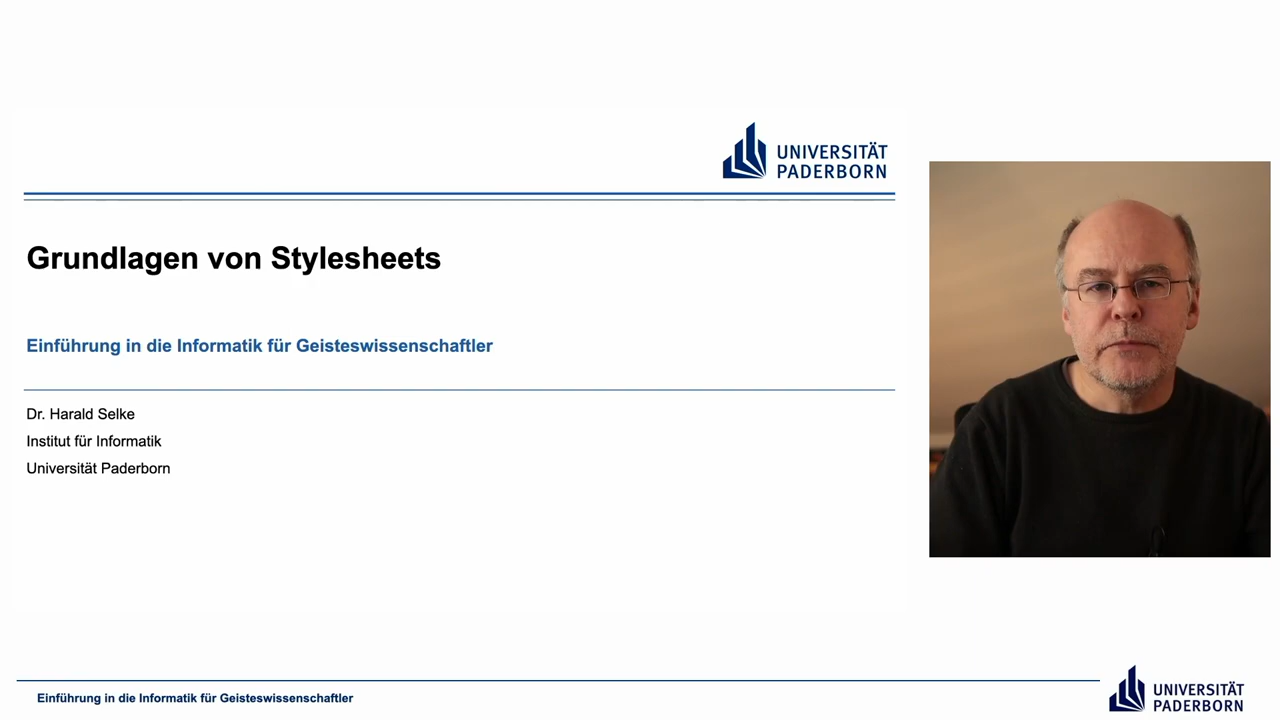 UNIVERSITÄT
PADERBORN
Grundlagen von Stylesheets
Einführung in die Informatik für Geisteswissenschaftler
Dr. Harald Selke
Institut für Informatik
Universität Paderborn
Einführung in die Informatik für Geisteswissenschaftler
UNIVERSITÄT
PADERBORN